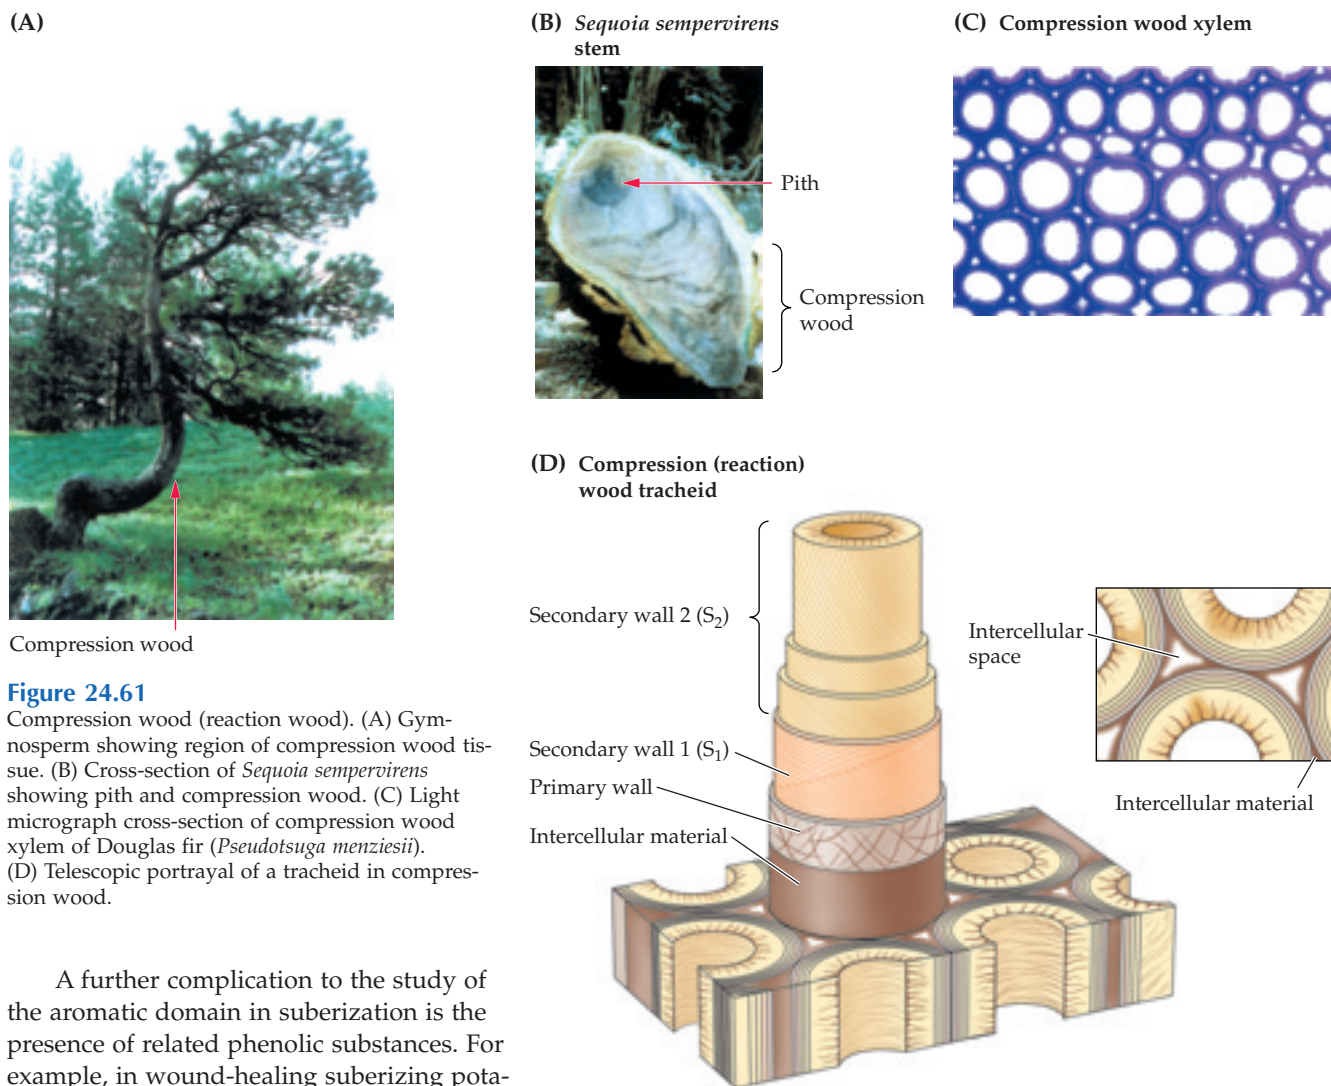 (A)
(B) Sequoia sempervirens
stem
Pith
Compression
wood
(C) Compression wood xylem
Compression wood
Figure 24.61
Compression wood (reaction wood). (A) Gym-
nosperm showing region of compression wood tis-
sue. (B) Cross-section of Sequoia sempervirens
showing pith and compression wood. (C) Light
micrograph cross-section of compression wood
xylem of Douglas fir (Pseudotsuga menziesii).
(D) Telescopic portrayal of a tracheid in compres-
sion wood.
A further complication to the study of
the aromatic domain in suberization is the
presence of related phenolic substances. For
example, in wound-healing suberizing pota-
(D) Compression (reaction)
wood tracheid
Secondary wall 2 (S2)
Secondary wall 1 (S1)
Primary wall
Intercellular material
Intercellular
space
Intercellular material